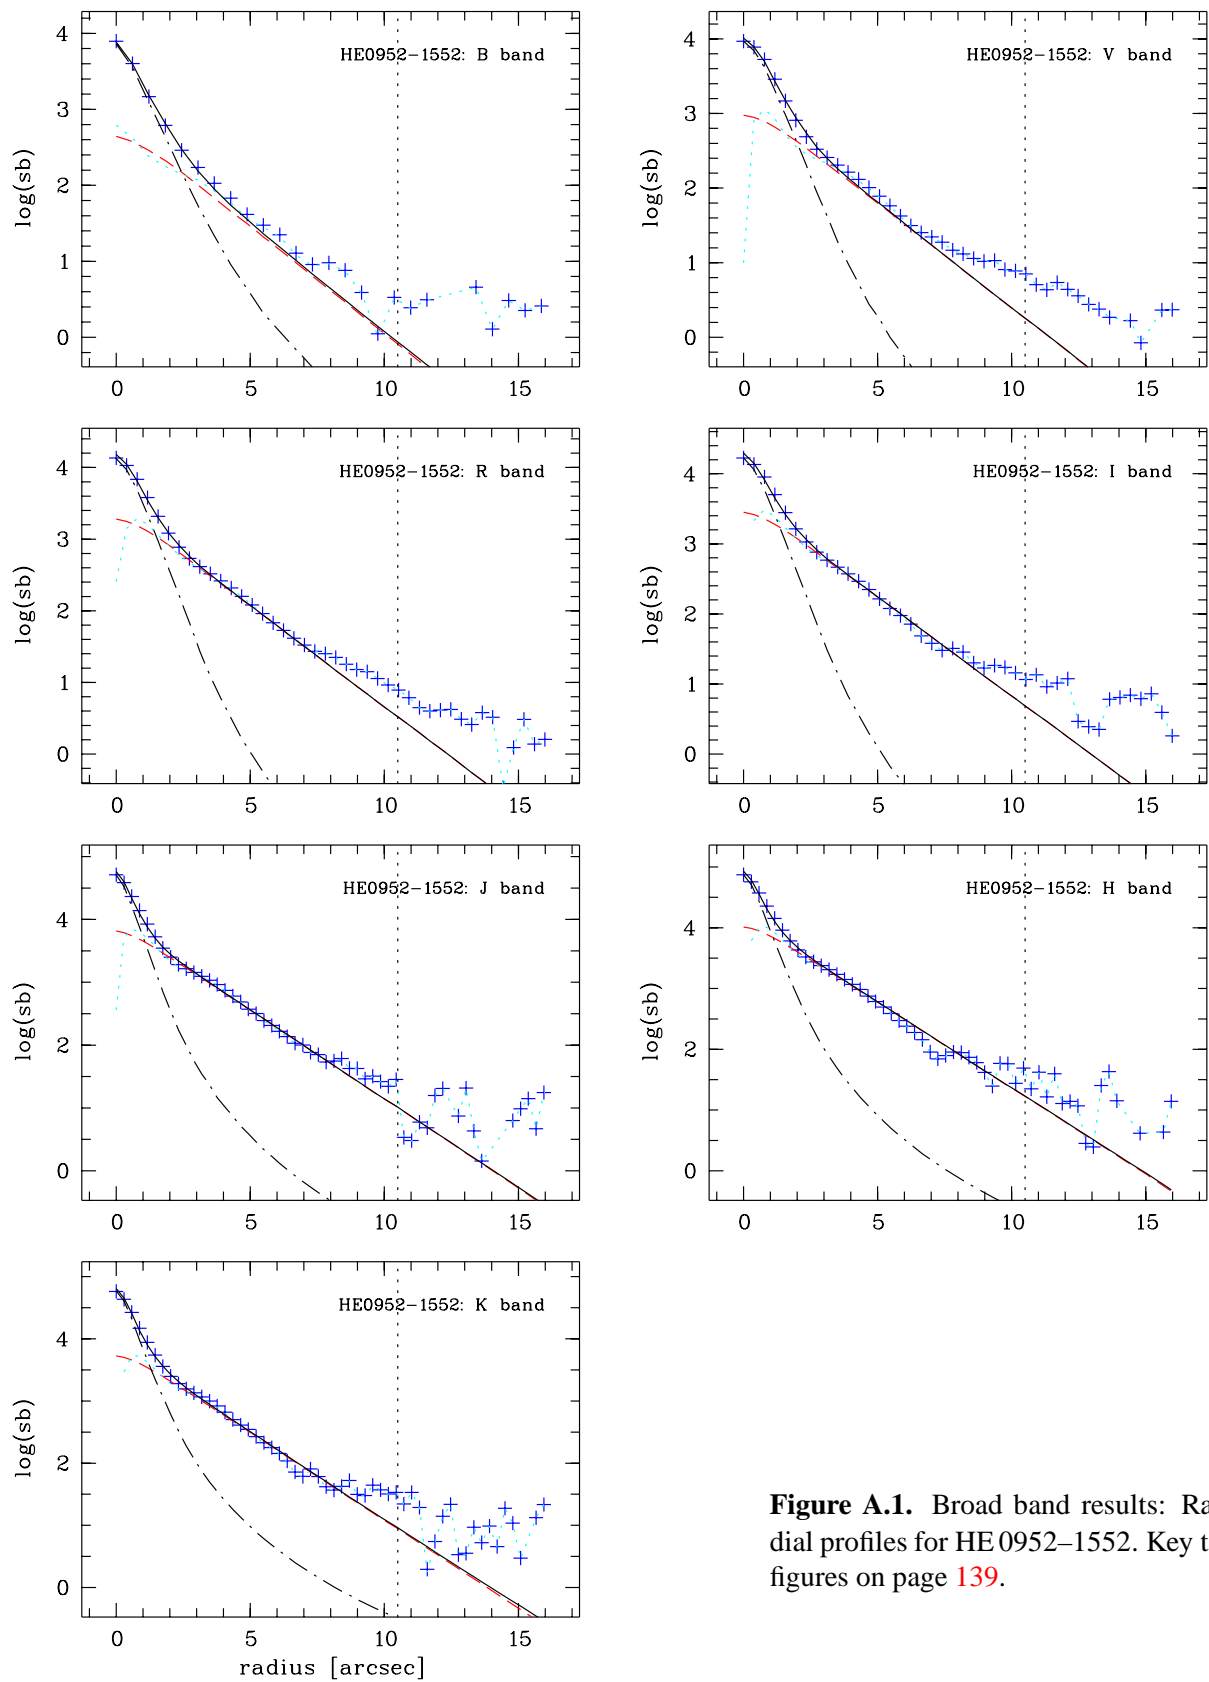 HE0952-1552: B band
4
3
2
1
0
log(sb)
0 5 10 15
HE0952-1552: V band
4
3
2
1
0
log(sb)
0 5 10 15
HE0952-1552: R band
4
3
2
1
0
log(sb)
0 5 10 15
HE0952-1552: I band
4
3
2
1
0
log(sb)
0 5 10 15
HE0952-1552: J band
4
2
0
log(sb)
0 5 10 15
HE0952-1552: H band
4
2
0
log(sb)
0 5 10 15
HE0952-1552: K band
4
2
0
log(sb)
0 5 10 15
radius [arcsec]
Figure A.1. Broad band results: Ra
dial profiles for HE 0952–1552. Key t
figures on page 139.